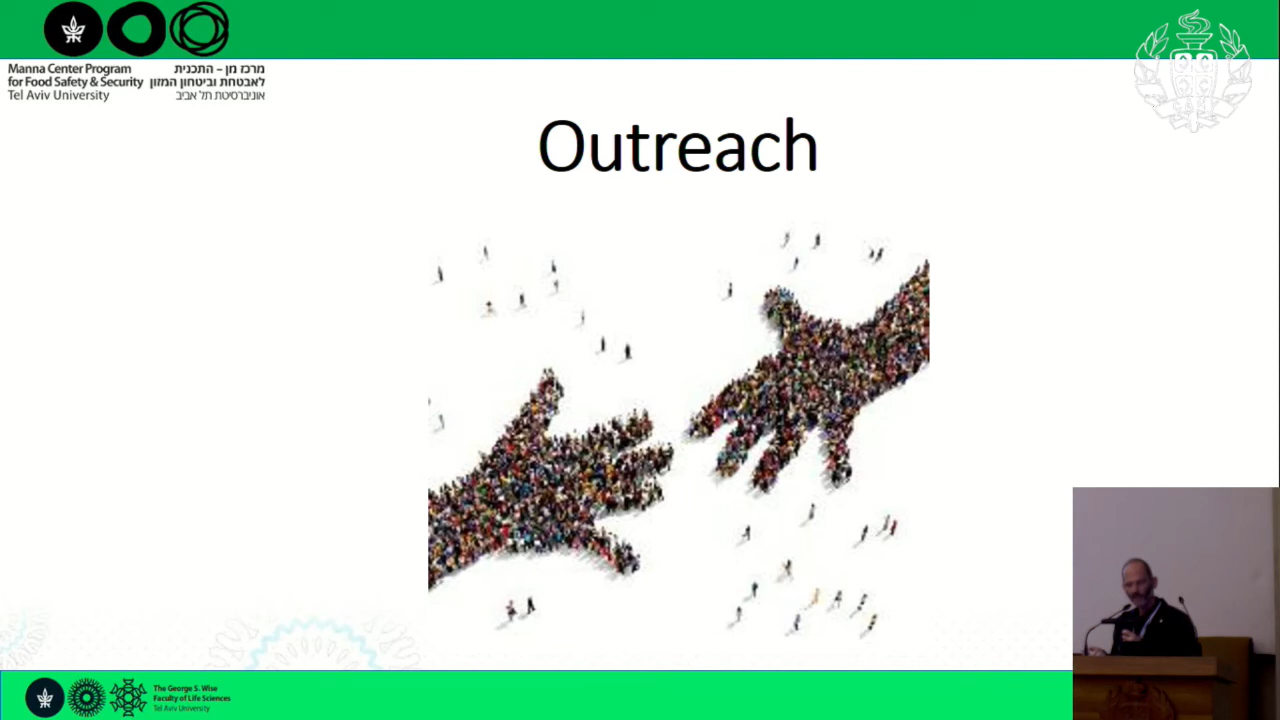 Manna Center Program
for Food Safety & Security
Tel Aviv University
מרכז מן – התכנית
לאבטחת וביטחון המזון
אוניברסיטת תל אביב
Outreach
The George S. Wise
Faculty of Life Sciences
Tel Aviv University